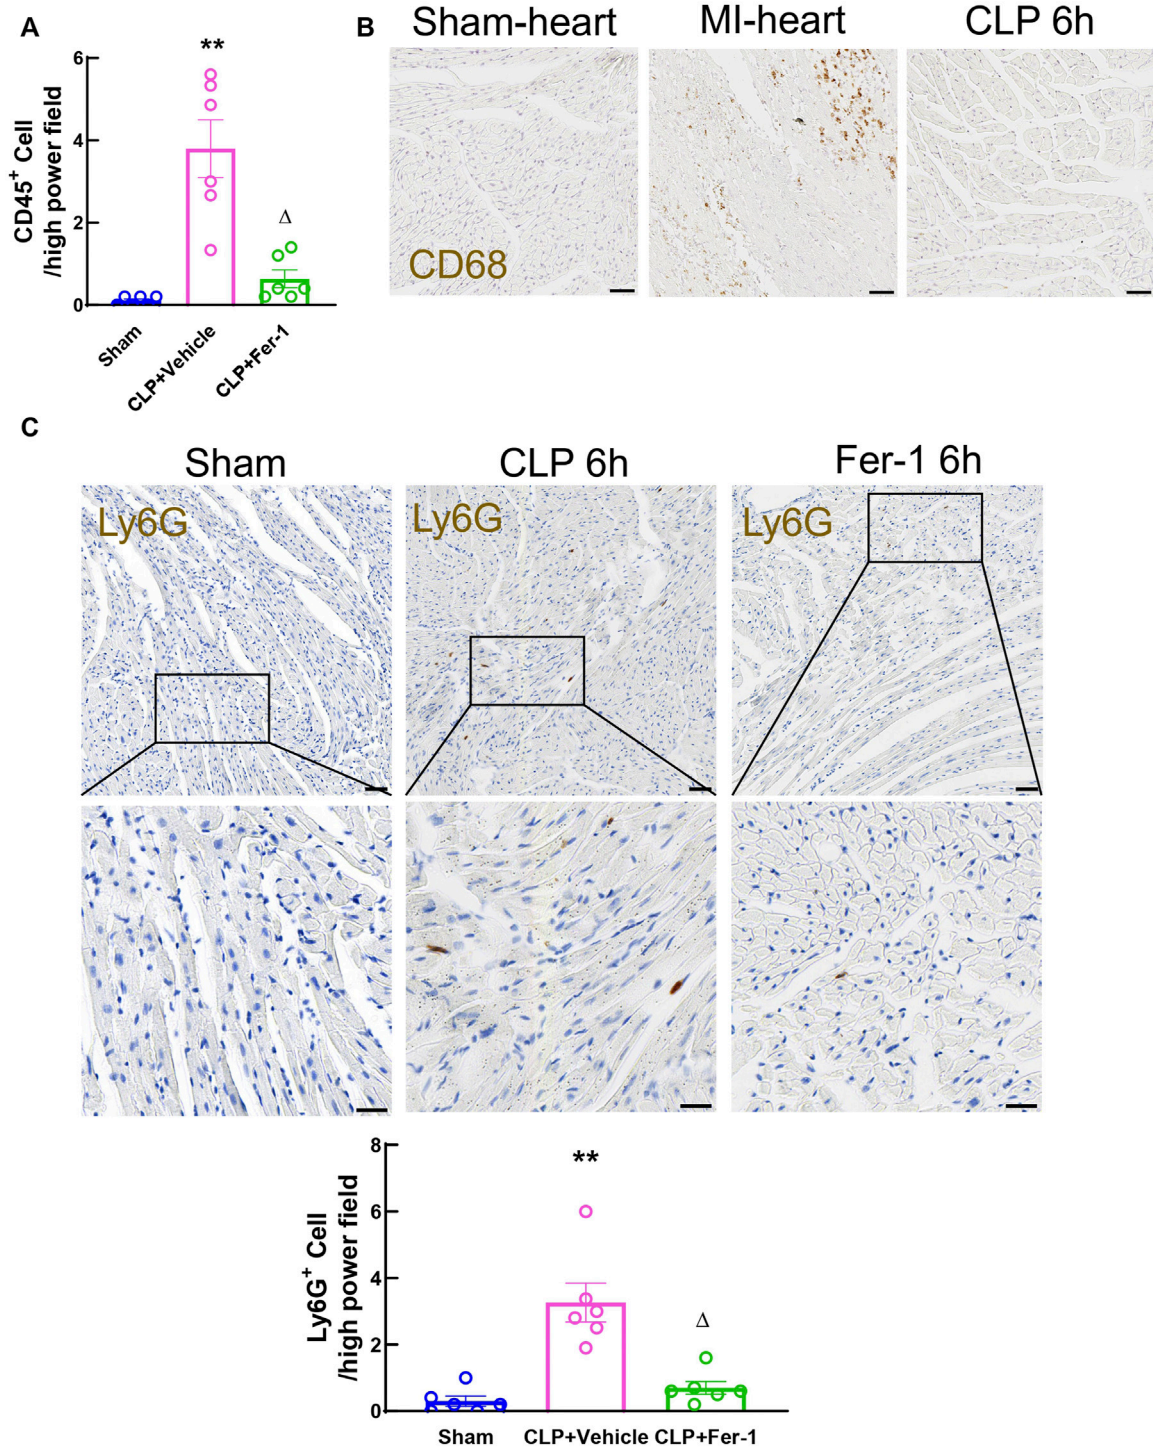 A
CD45+ Cell
/high power field
6
4
2
0
**
Δ
Sham
CLP+Vehicle
CLP+Fer-1
B
Sham-heart
MI-heart
CLP 6h
CD68
C
Sham
CLP 6h
Fer-1 6h
Ly6G
Ly6G
Ly6G
Ly6G+ Cell
/high power field
8
6
4
2
0
**
Δ
Sham
CLP+Vehicle
CLP+Fer-1